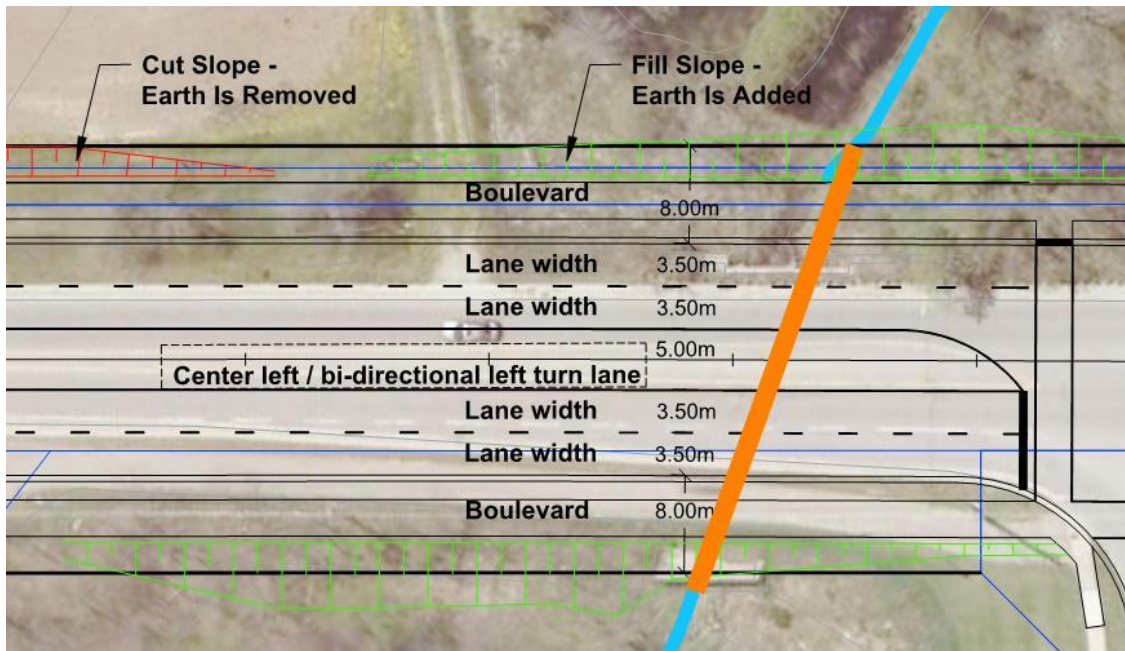 Cut Slope -
Earth Is Removed
Fill Slope -
Earth Is Added
Boulevard
8.00m
Lane width 3.50m
Lane width 3.50m
5.00m
Center left / bi-directional left turn lane
Lane width 3.50m
Lane width 3.50m
Boulevard 8.00m